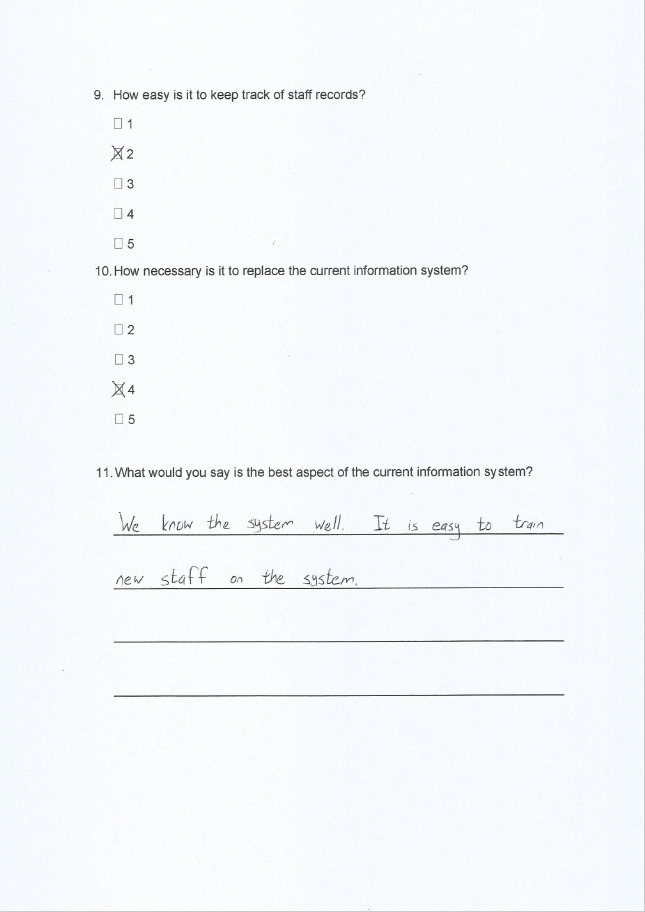 9. How easy is it to keep track of staff records?
☐ 1
☒ 2
☐ 3
☐ 4
☐ 5
10. How necessary is it to replace the current information system?
☐ 1
☐ 2
☐ 3
☒ 4
☐ 5
11. What would you say is the best aspect of the current information system?
We know the system well. It is easy to train
new staff on the system.